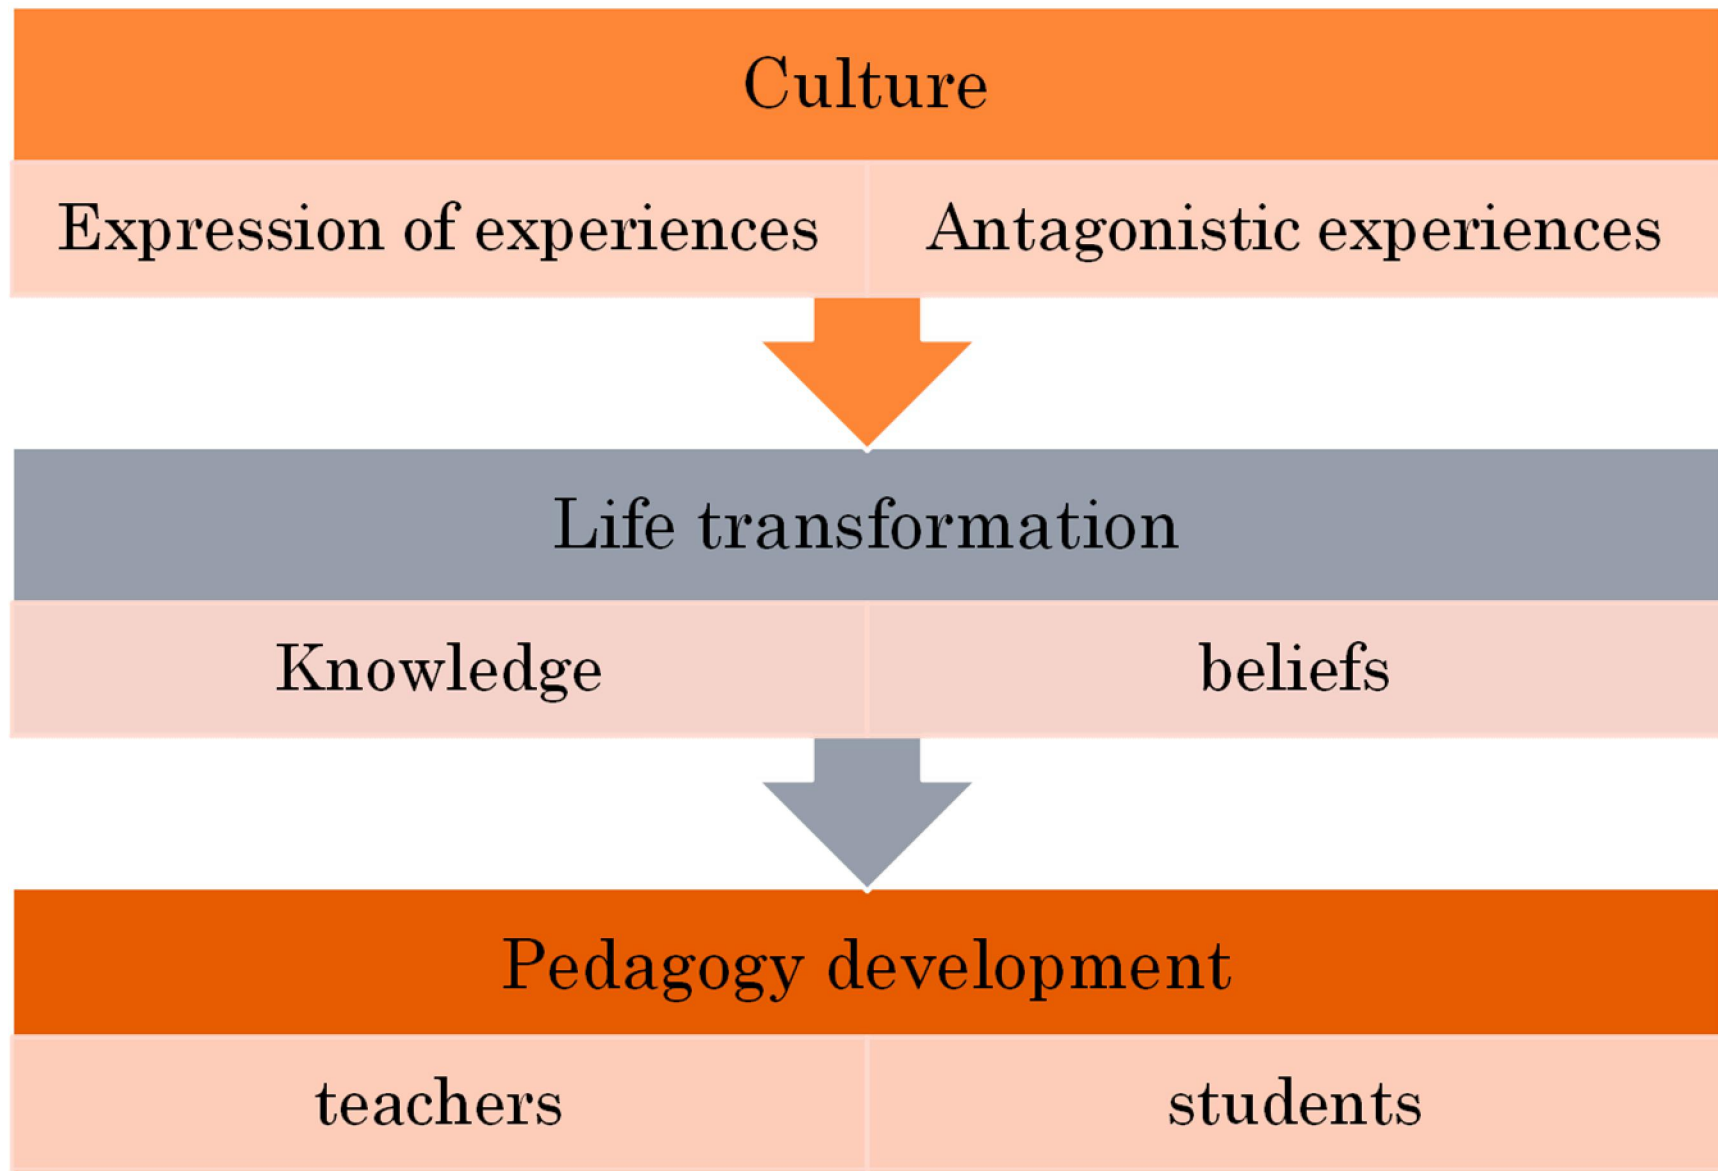 Culture
Expression of experiences
Antagonistic experiences
Life transformation
Knowledge
beliefs
Pedagogy development
teachers
students